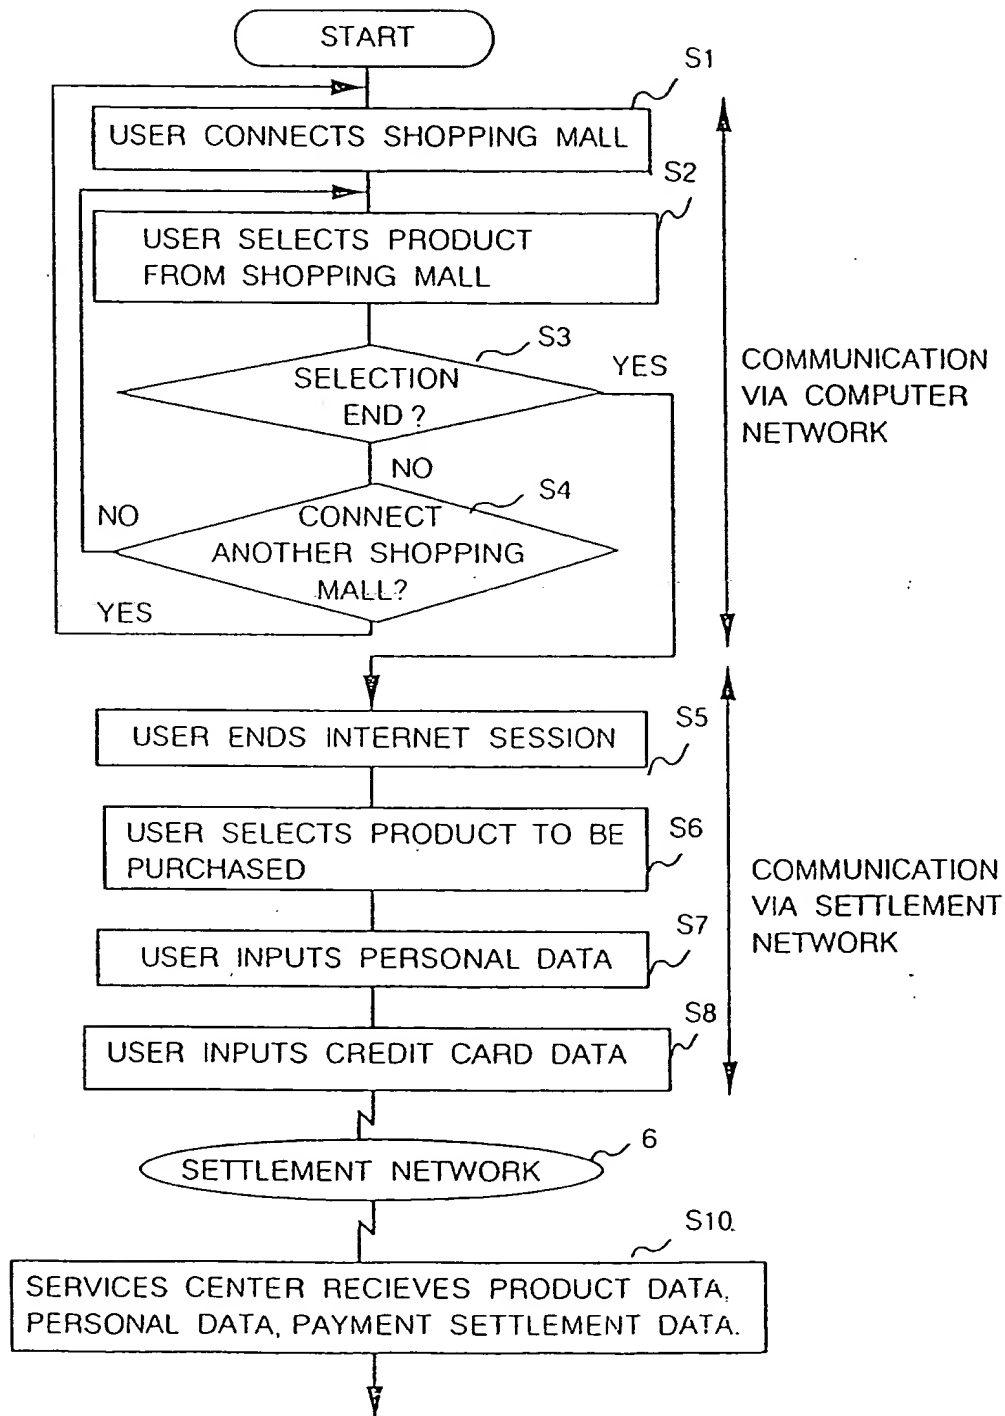 START
S1
USER CONNECTS SHOPPING MALL
S2
USER SELECTS PRODUCT
FROM SHOPPING MALL
S3
YES
SELECTION
END?
COMMUNICATION
VIA COMPUTER
NETWORK
NO
S4
NO
CONNECT
ANOTHER SHOPPING
MALL?
YES
S5
USER ENDS INTERNET SESSION
S6
USER SELECTS PRODUCT TO BE
PURCHASED
COMMUNICATION
VIA SETTLEMENT
NETWORK
S7
USER INPUTS PERSONAL DATA
S8
USER INPUTS CREDIT CARD DATA
6
SETTLEMENT NETWORK
S10
SERVICES CENTER RECIEVES PRODUCT DATA,
PERSONAL DATA, PAYMENT SETTLEMENT DATA.